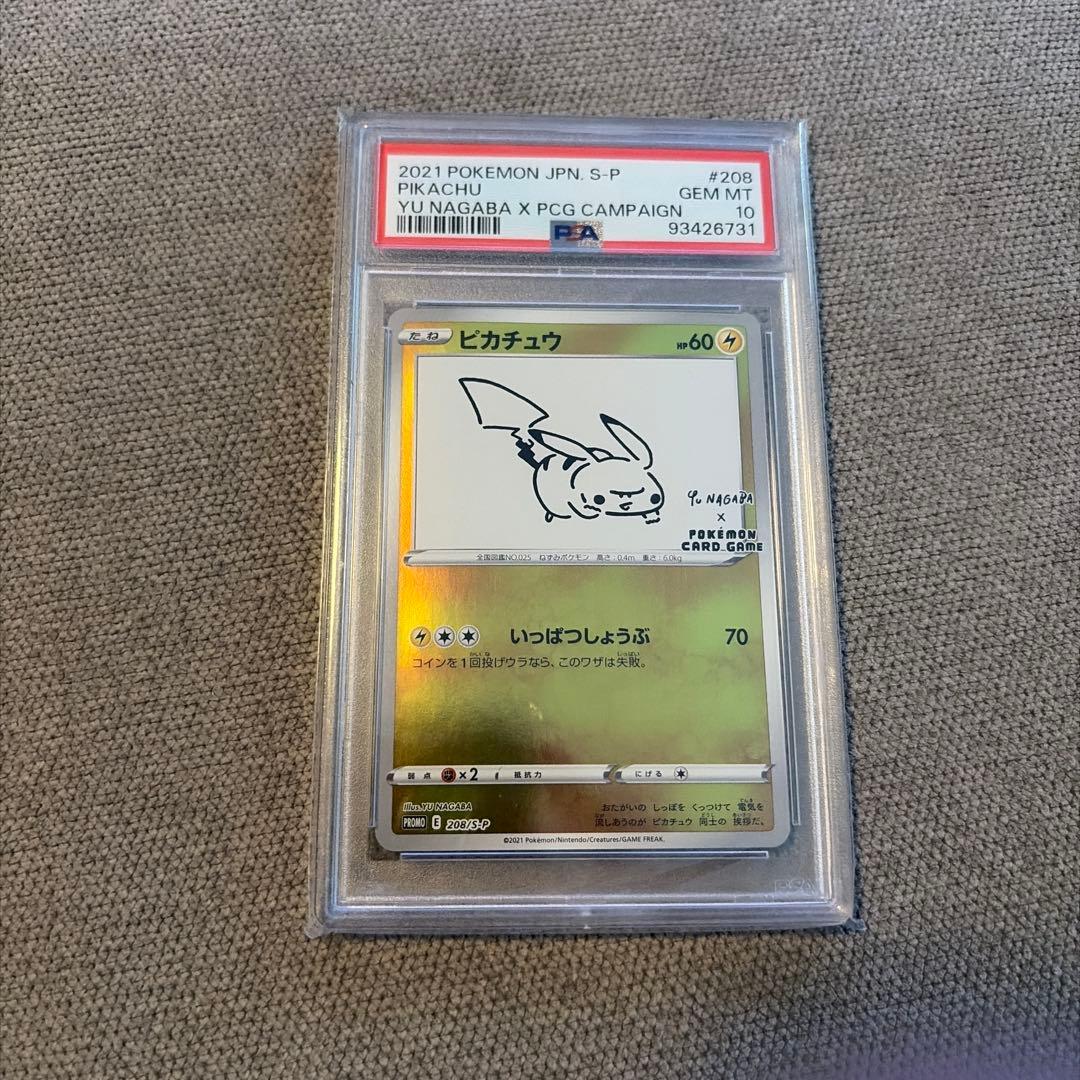 2021 POKEMON JPN. S-P #208
PIKACHU GEM MT
YU NAGABA X PCG CAMPAIGN 10
PSA 93426731
たね ピカチュウ HP60
YU NAGABA
X
POKÉMON
CARD GAME
全国図鑑NO.025 ねずみポケモン 高さ:0.4m 重さ:6.0kg
いっぱつしょうぶ 70
コインを1回投げウラなら、このワザは失敗。
弱点 ×2 抵抗力 にげる
Illus. YU NAGABA
PROMO E 208/S-P
おたがいの しっぽを くっつけて 電気を
流しあうのが ピカチュウ 同士の 挨拶だ。
©2021 Pokémon/Nintendo/Creatures/GAME FREAK.
PSA